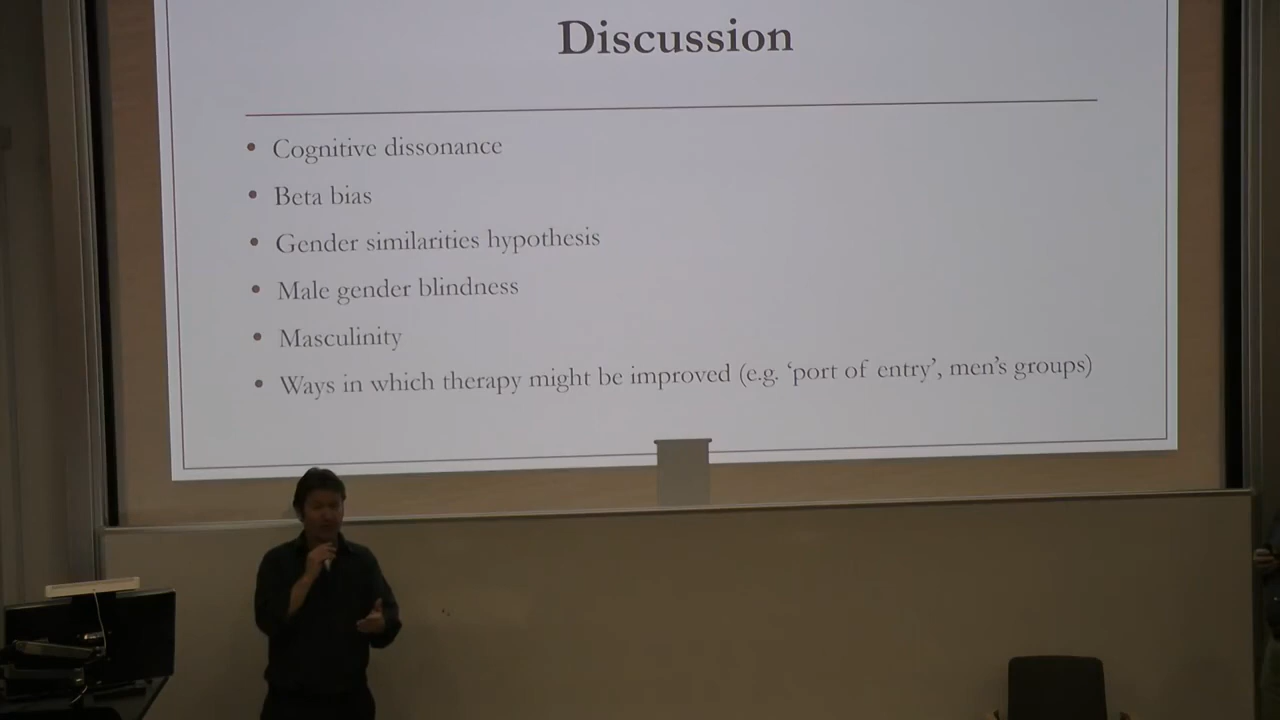 Discussion
• Cognitive dissonance
• Beta bias
• Gender similarities hypothesis
• Male gender blindness
• Masculinity
• Ways in which therapy might be improved (e.g. ‘port of entry’, men’s groups)